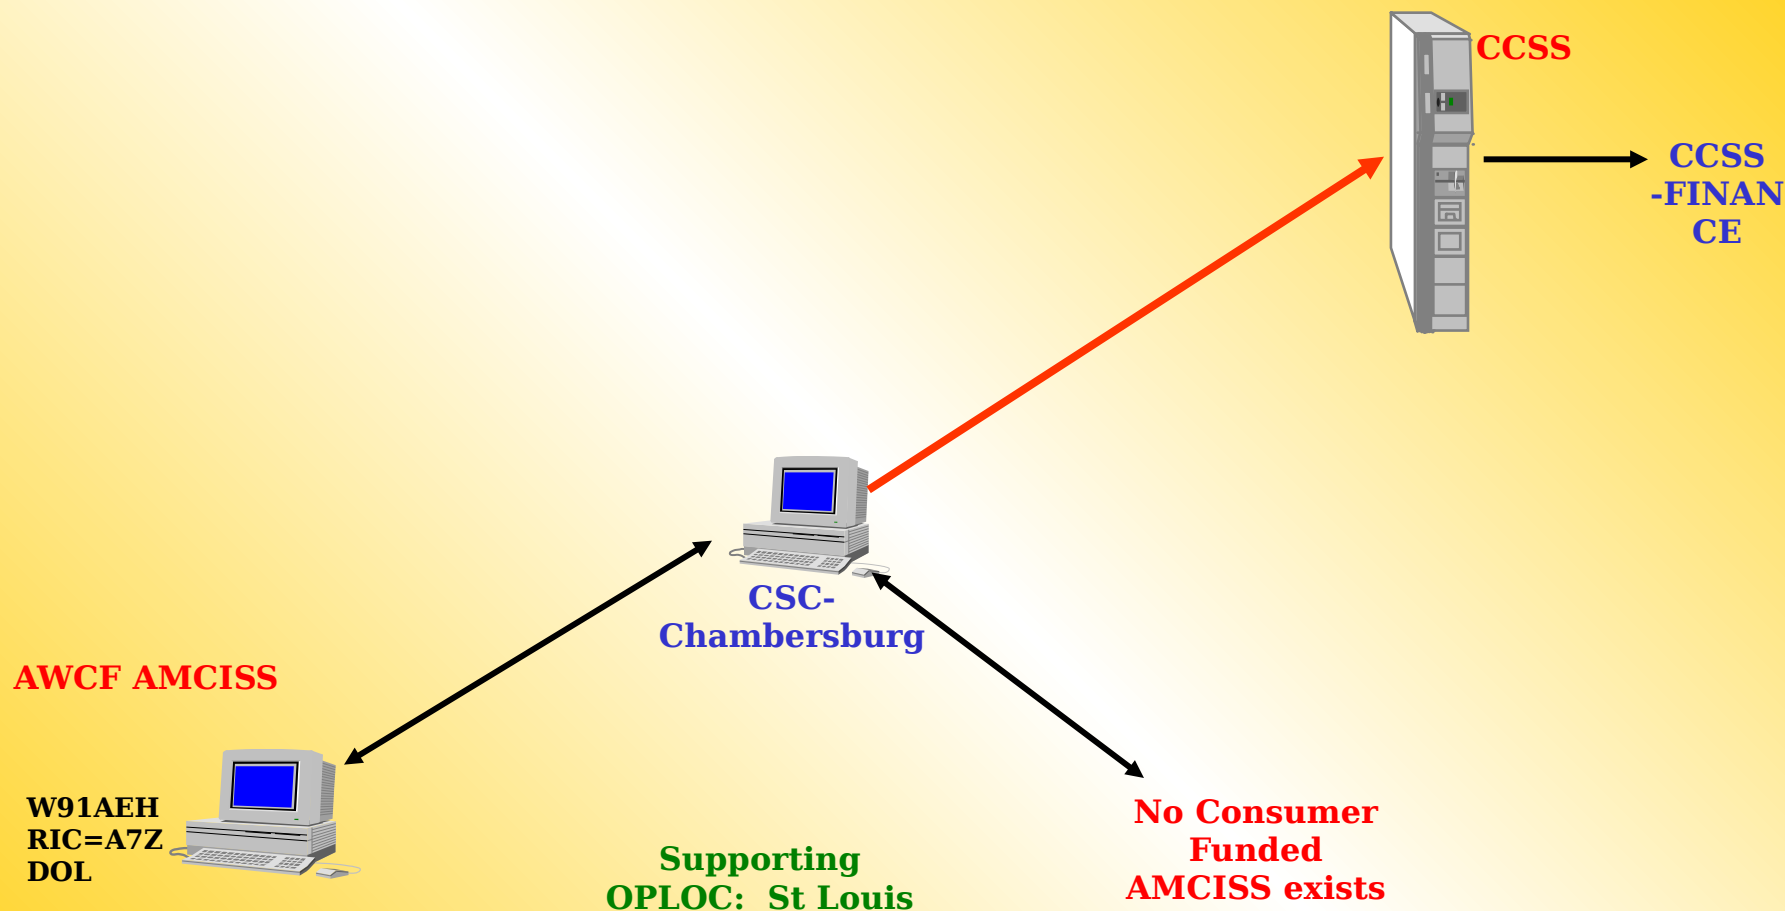 CCSS
CCSS
-FINAN
CE
CSC-
Chambersburg
AWCF AMCISS
W91AEH
RIC=A7Z
DOL
Supporting
OPLOC: St Louis
No Consumer
Funded
AMCISS exists